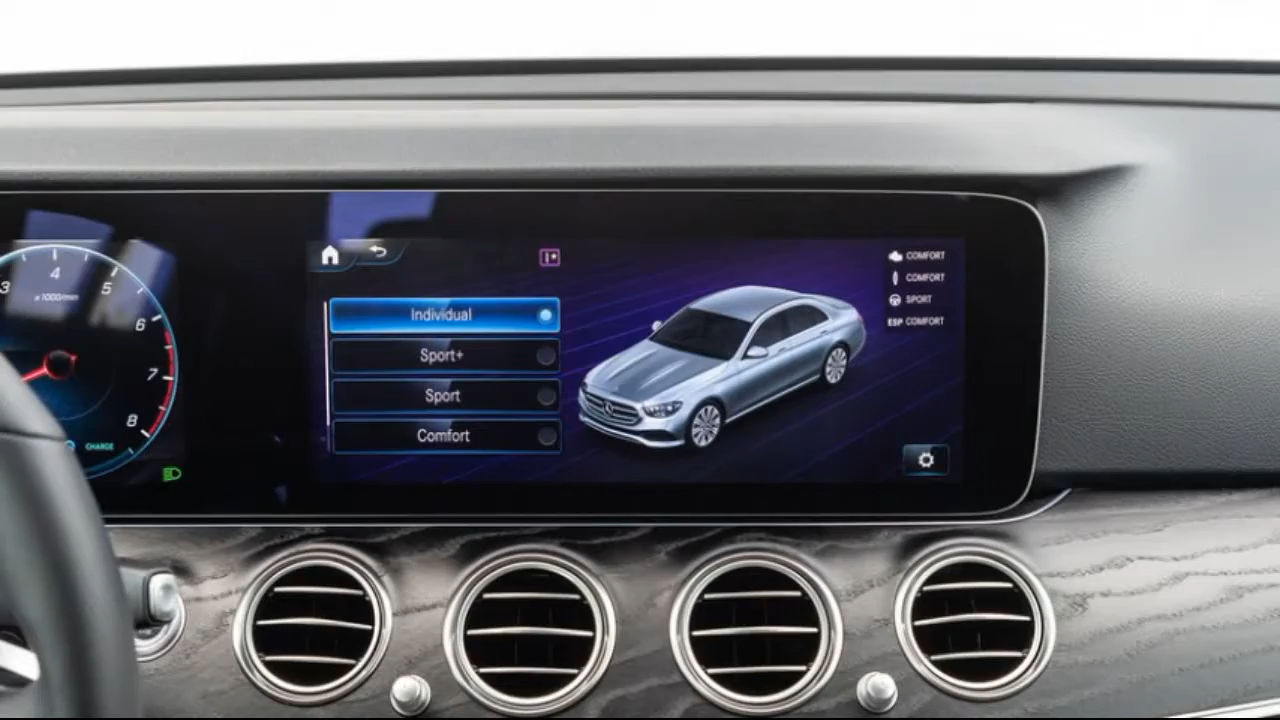 3
4
5
6
7
8
x1000/min
CHARGE
Individual
Sport+
Sport
Comfort
COMFORT
COMFORT
SPORT
ESP COMFORT